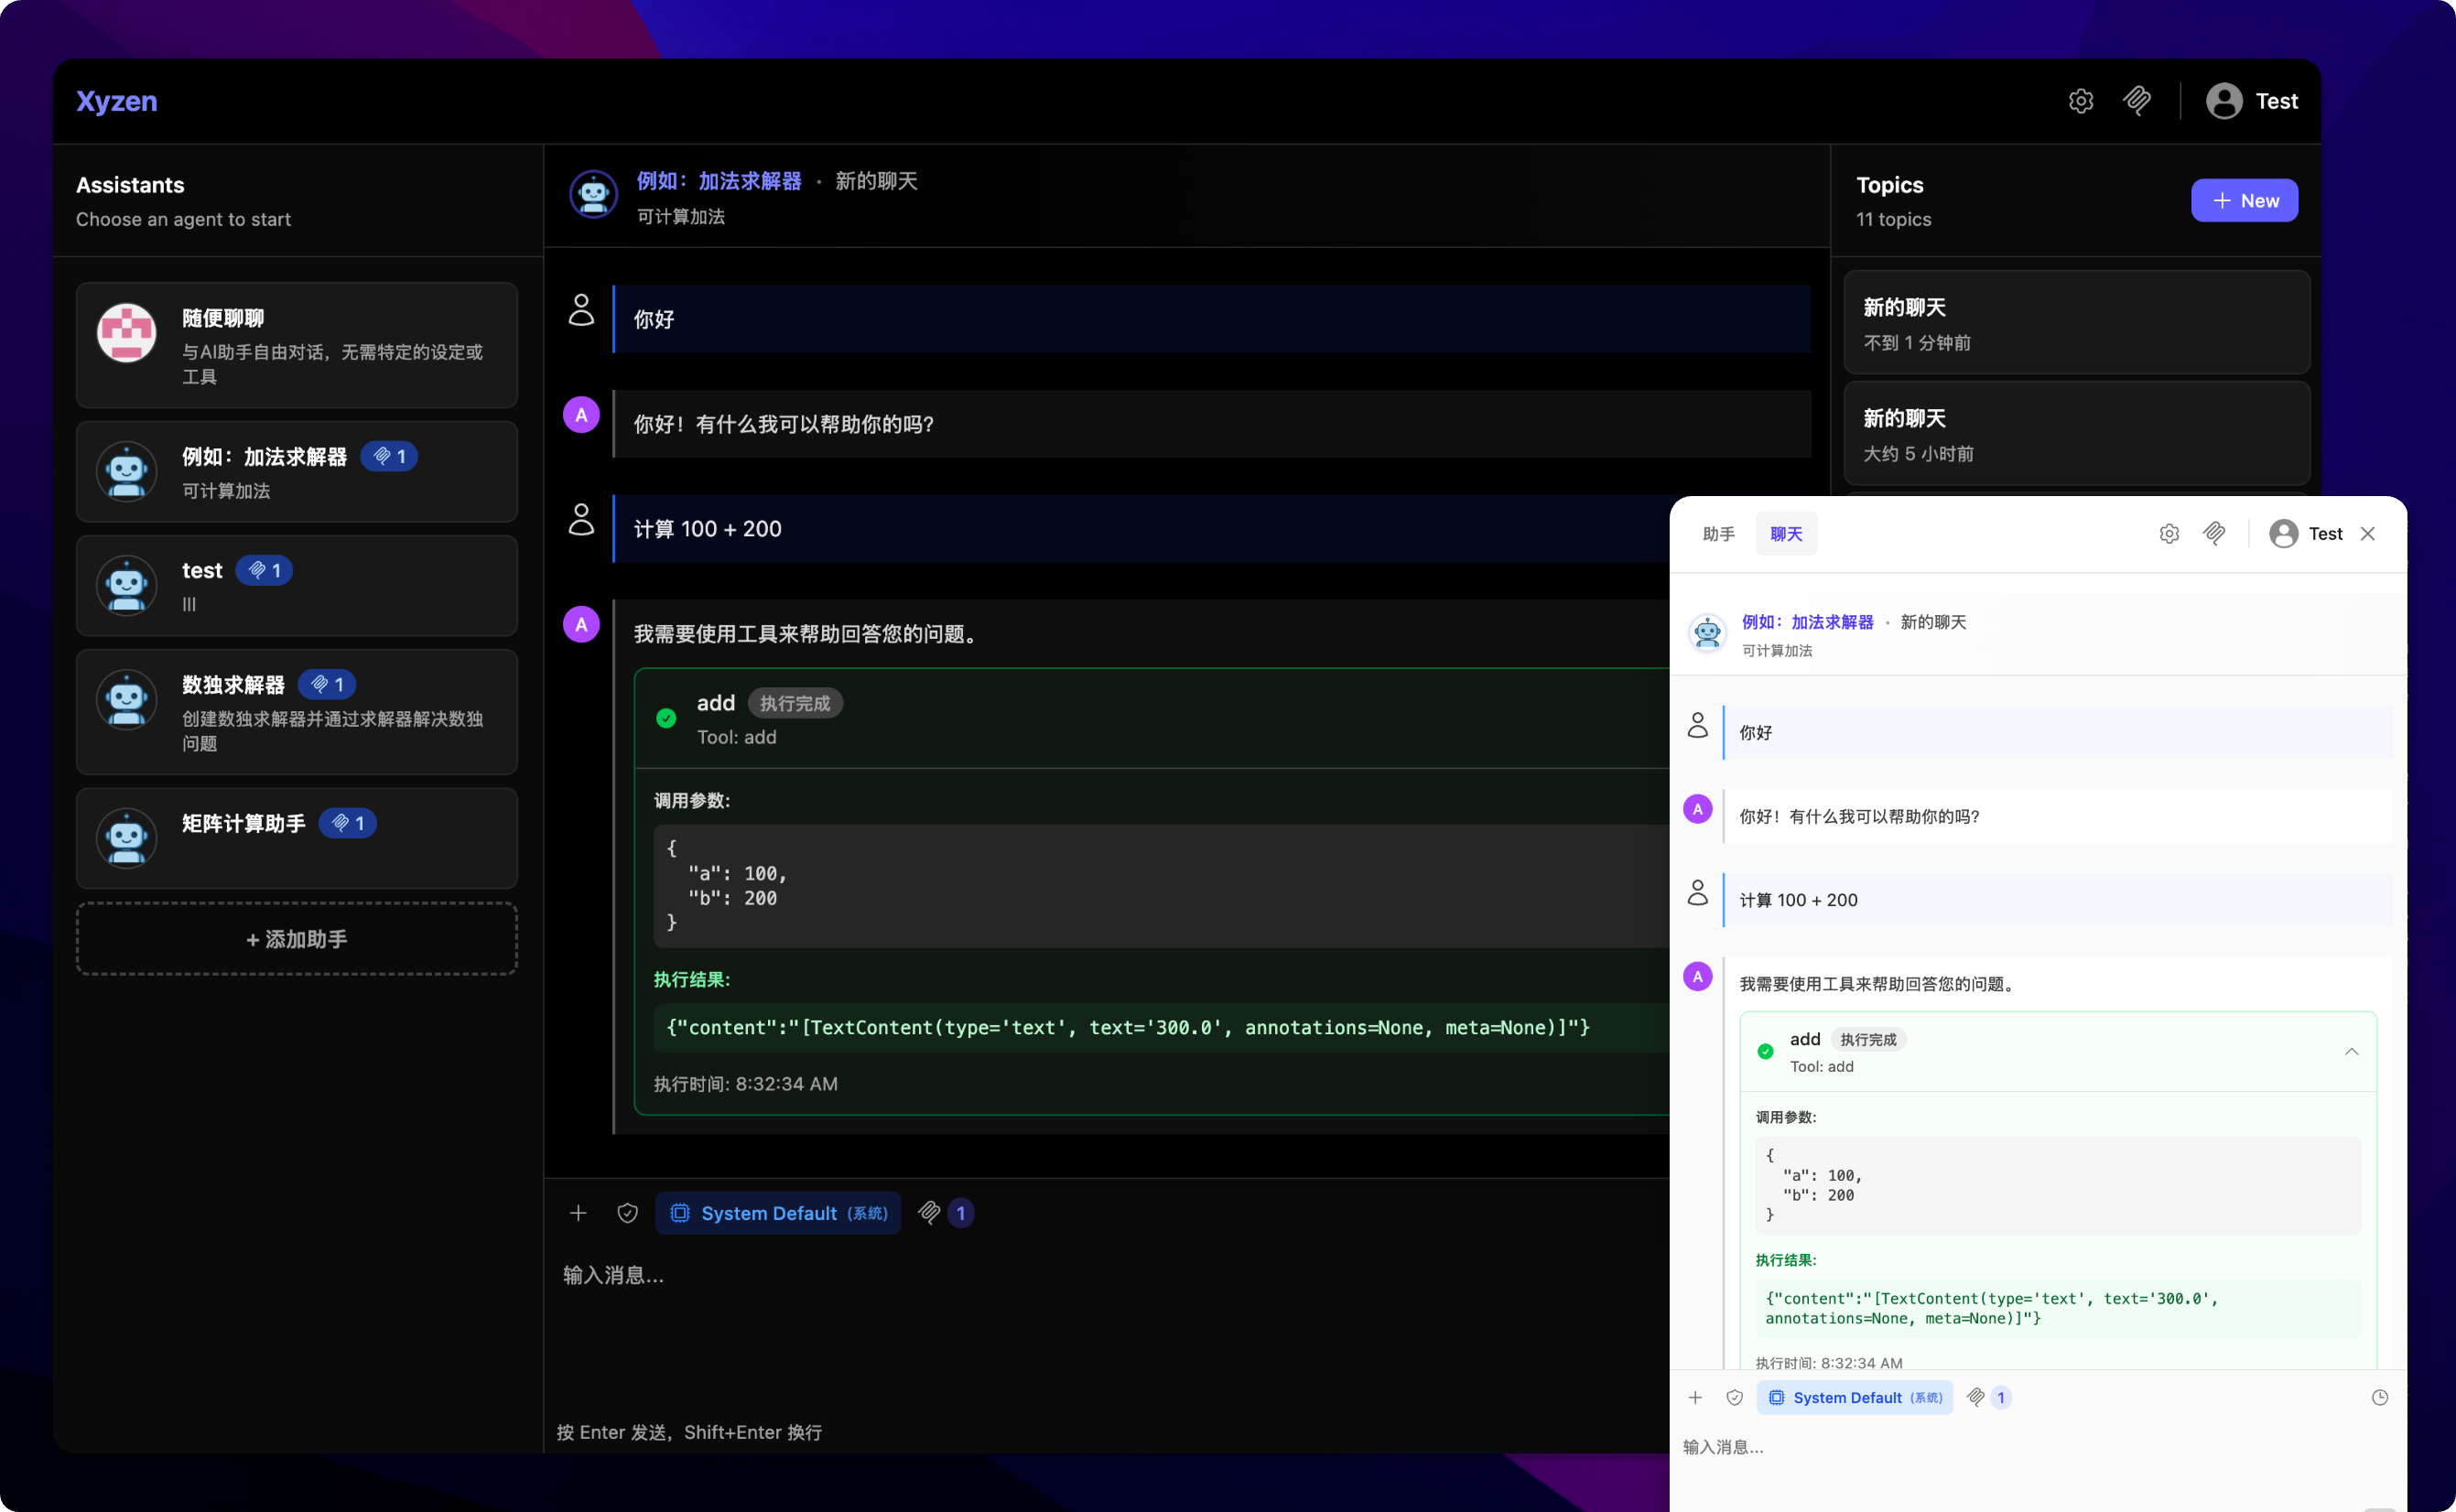 Xyzen
Test
Assistants
Choose an agent to start
随便聊聊
与AI助手自由对话，无需特定的设定或
工具
例如：加法求解器 1
可计算加法
test 1
lll
数独求解器 1
创建数独求解器并通过求解器解决数独
问题
矩阵计算助手 1
+ 添加助手
例如：加法求解器 · 新的聊天
可计算加法
你好
A
你好！有什么我可以帮助你的吗?
计算 100 + 200
A
我需要使用工具来帮助回答您的问题。
add 执行完成
Tool: add
调用参数:
{
"a": 100,
"b": 200
}
执行结果:
{"content":"[TextContent(type='text', text='300.0', annotations=None, meta=None)]"}
执行时间: 8:32:34 AM
System Default (系统) 1
输入消息...
按 Enter 发送，Shift+Enter 换行
Topics
11 topics
+ New
新的聊天
不到 1 分钟前
新的聊天
大约 5 小时前
助手 聊天 Test
例如：加法求解器 · 新的聊天
可计算加法
你好
A
你好！有什么我可以帮助你的吗?
计算 100 + 200
A
我需要使用工具来帮助回答您的问题。
add 执行完成
Tool: add
调用参数:
{
"a": 100,
"b": 200
}
执行结果:
{"content":"[TextContent(type='text', text='300.0',
annotations=None, meta=None)]"}
执行时间: 8:32:34 AM
System Default (系统) 1
输入消息...